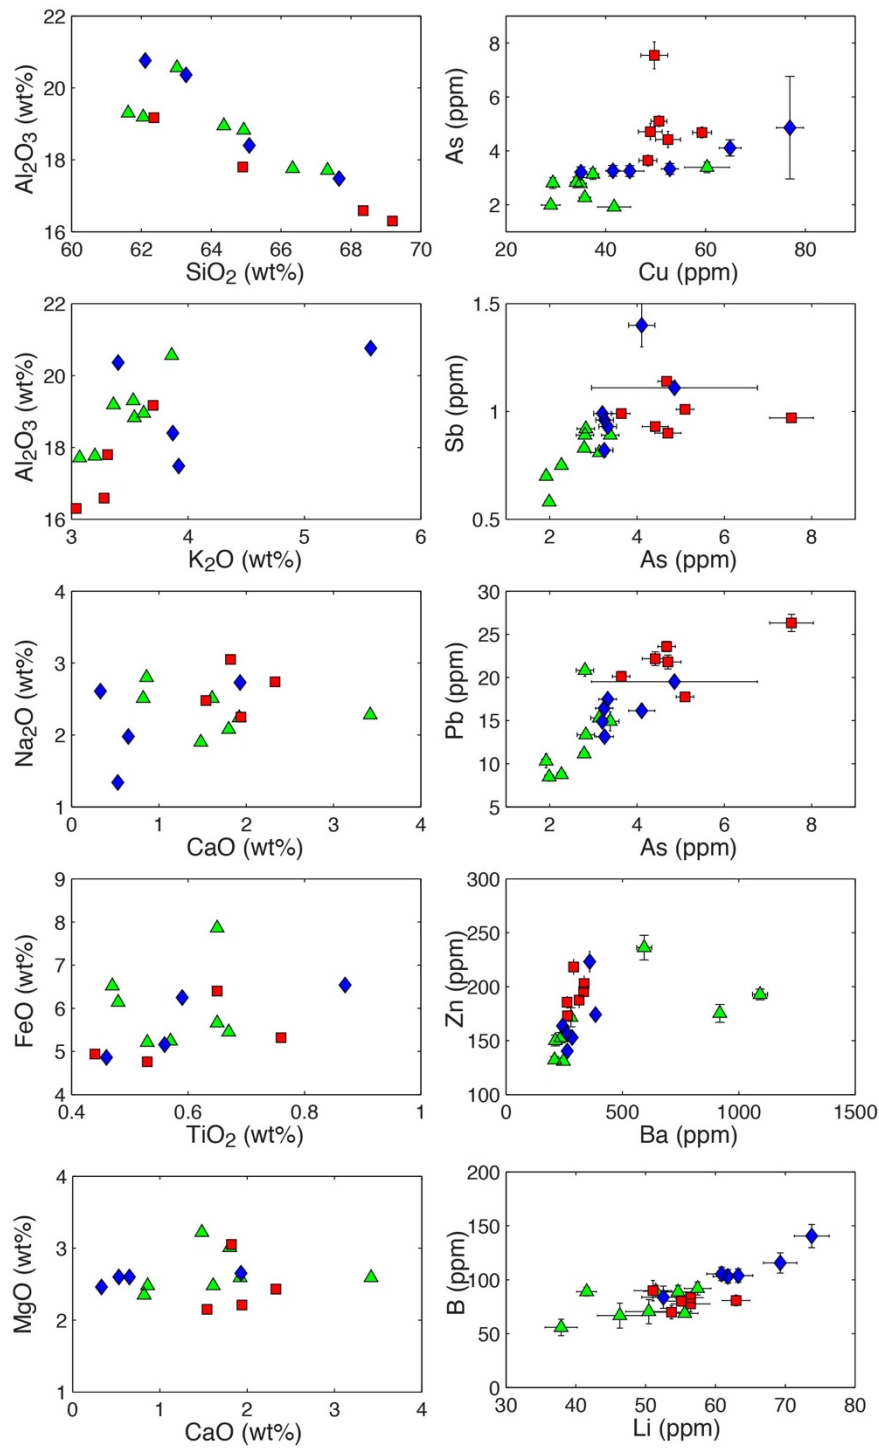 22
20
18
16
Al2O3 (wt%)
60 62 64 66 68 70
SiO2 (wt%)
8
6
4
2
As (ppm)
20 40 60 80
Cu (ppm)
22
20
18
16
Al2O3 (wt%)
3 4 5 6
K2O (wt%)
1.5
1
0.5
Sb (ppm)
2 4 6 8
As (ppm)
4
3
2
1
Na2O (wt%)
0 1 2 3 4
CaO (wt%)
30
25
20
15
10
5
Pb (ppm)
2 4 6 8
As (ppm)
9
8
7
6
5
4
FeO (wt%)
0.4 0.6 0.8 1
TiO2 (wt%)
300
250
200
150
100
Zn (ppm)
0 500 1000 1500
Ba (ppm)
4
3
2
1
MgO (wt%)
0 1 2 3 4
CaO (wt%)
200
150
100
50
0
B (ppm)
30 40 50 60 70 80
Li (ppm)